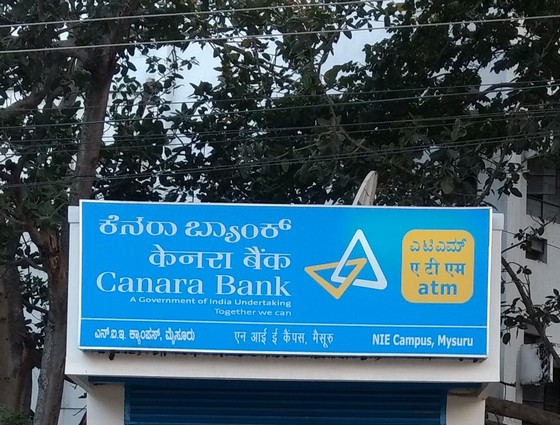 ಕೆನರಾ ಬ್ಯಾಂಕ್
केनरा बैंक
Canara Bank
A Government of India Undertaking
Together we can
ಎಟಿಎಮ್
ए टी एम
atm
ಎನ್.ಐ.ಇ. ಕ್ಯಾಂಪಸ್, ಮೈಸೂರು
एन आई ई कैंपस, मैसूरु
NIE Campus, Mysuru